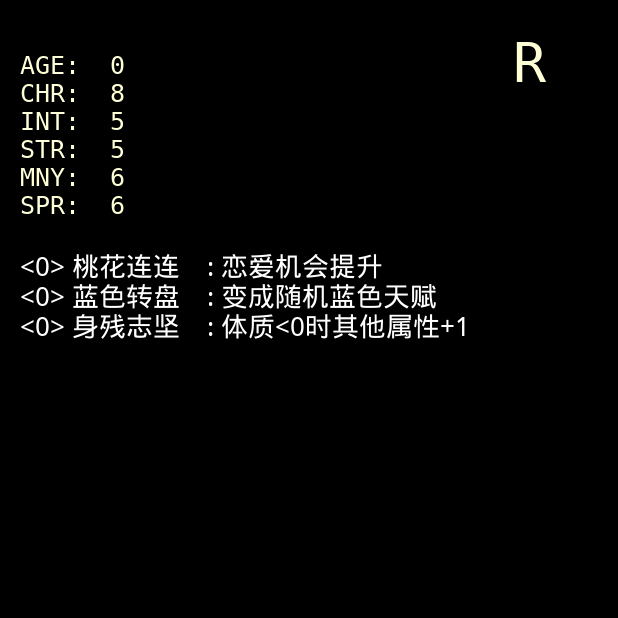 R
AGE: 0
CHR: 8
INT: 5
STR: 5
MNY: 6
SPR: 6
<0> 桃花连连 : 恋爱机会提升
<0> 蓝色转盘 : 变成随机蓝色天赋
<0> 身残志坚 : 体质<0时其他属性+1